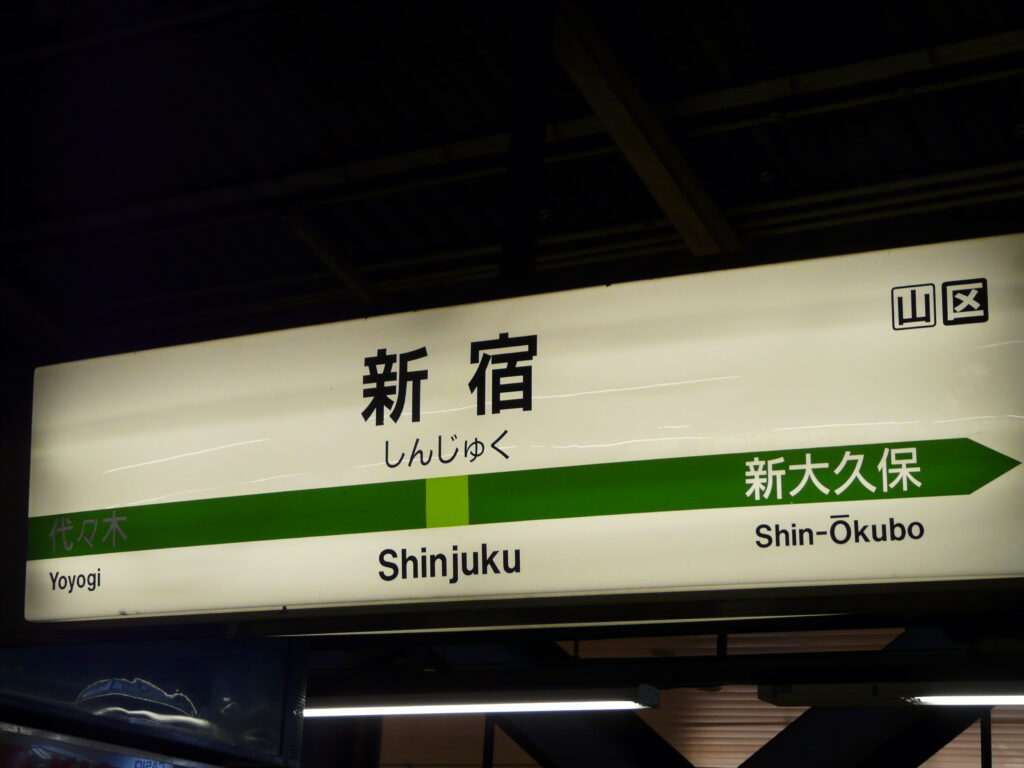 山 区
新宿
しんじゅく
代々木
新大久保
Yoyogi
Shinjuku
Shin-Ōkubo